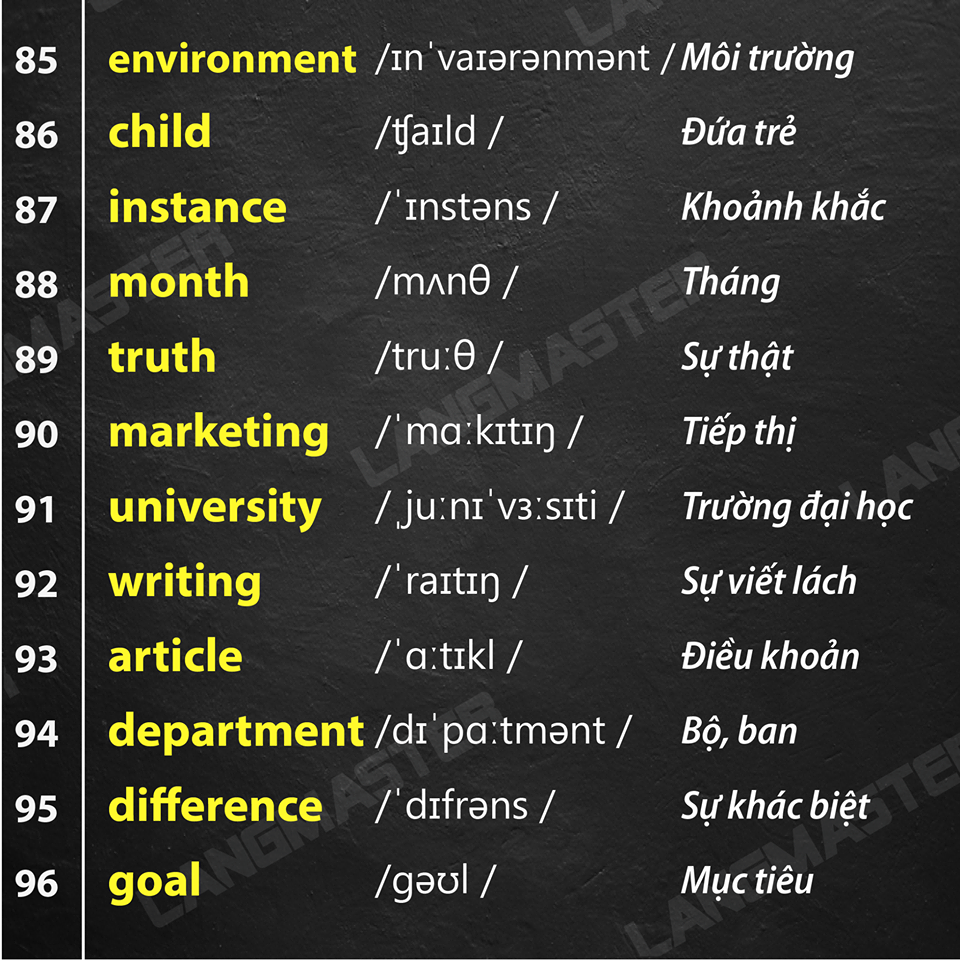 85 environment /ɪnˈvaɪərənmənt / Môi trường
86 child /ʧaɪld / Đứa trẻ
87 instance /ˈɪnstəns / Khoảnh khắc
88 month /mʌnθ / Tháng
89 truth /truːθ / Sự thật
90 marketing /ˈmɑːkɪtɪŋ / Tiếp thị
91 university /ˌjuːnɪˈvɜːsɪti / Trường đại học
92 writing /ˈraɪtɪŋ / Sự viết lách
93 article /ˈɑːtɪkl / Điều khoản
94 department /dɪˈpɑːtmənt / Bộ, ban
95 difference /ˈdɪfrəns / Sự khác biệt
96 goal /gəʊl / Mục tiêu
LANGMASTER
LANGMASTER
LANGMASTER
LANGMASTER